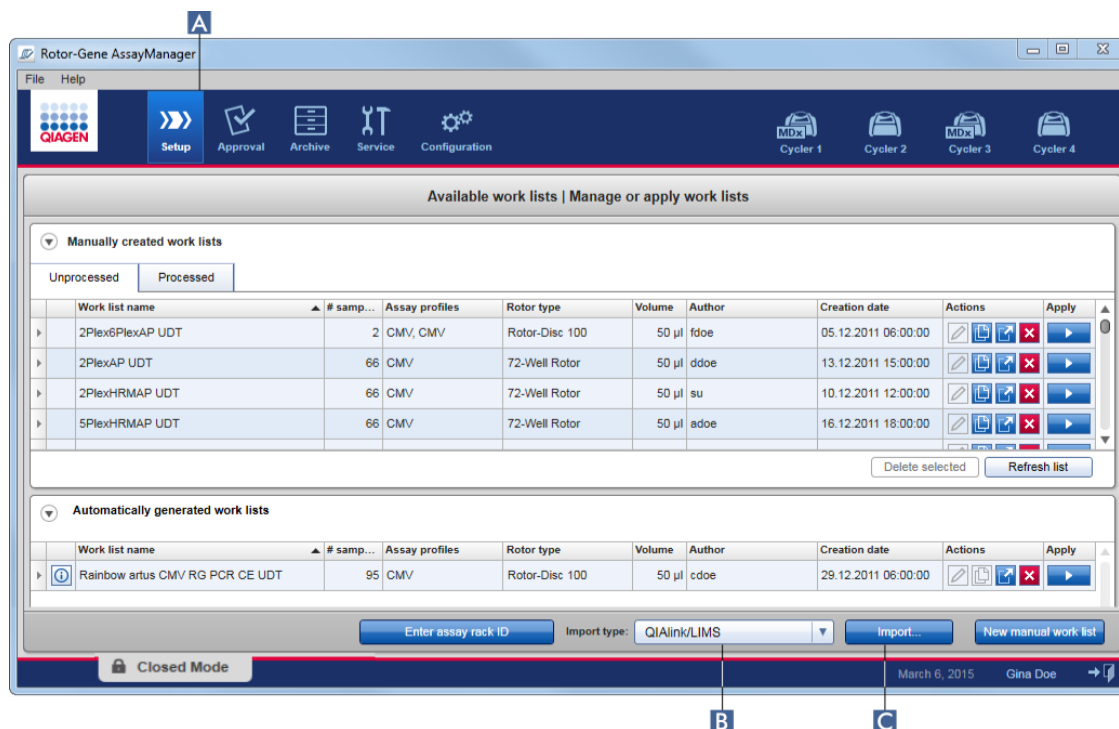 A
Rotor-Gene AssayManager
File Help
QIAGEN
Setup Approval Archive Service Configuration MDx Cycler 1 Cycler 2 MDx Cycler 3 Cycler 4
Available work lists | Manage or apply work lists
Manually created work lists
Unprocessed Processed
Work list name # samp... Assay profiles Rotor type Volume Author Creation date Actions Apply
2Plex6PlexAP UDT 2 CMV, CMV Rotor-Disc 100 50 µl fdoe 05.12.2011 06:00:00
2PlexAP UDT 66 CMV 72-Well Rotor 50 µl ddoe 13.12.2011 15:00:00
2PlexHRMAP UDT 66 CMV 72-Well Rotor 50 µl su 10.12.2011 12:00:00
5PlexHRMAP UDT 66 CMV 72-Well Rotor 50 µl adoe 16.12.2011 18:00:00
Delete selected Refresh list
Automatically generated work lists
Work list name # samp... Assay profiles Rotor type Volume Author Creation date Actions Apply
Rainbow artus CMV RG PCR CE UDT 95 CMV Rotor-Disc 100 50 µl cdoe 29.12.2011 06:00:00
Enter assay rack ID Import type: QIAlink/LIMS Import... New manual work list
Closed Mode March 6, 2015 Gina Doe
B C